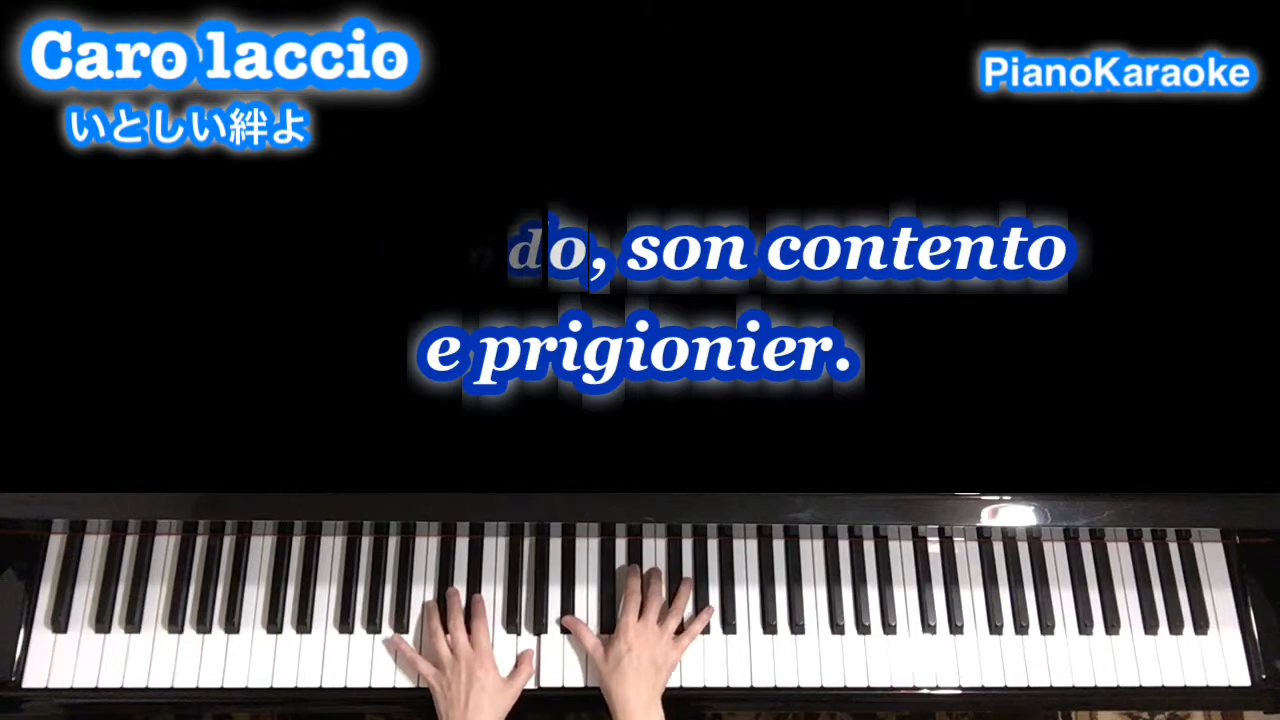 Caro laccio
PianoKaraoke
いとしい絆よ
do, son contento
e prigionier.